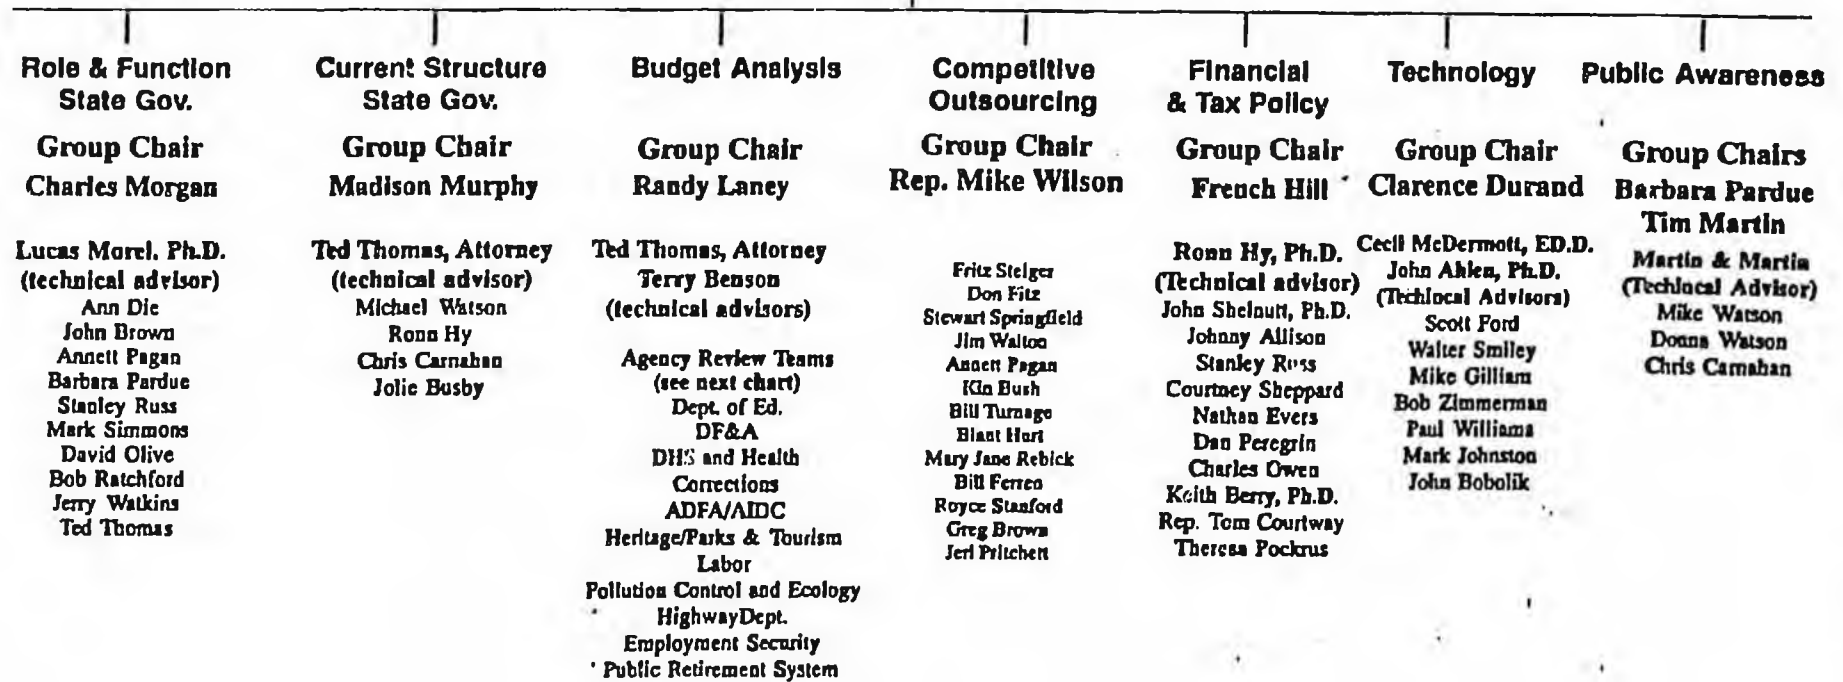 Role & Function
State Gov.
Group Chair
Charles Morgan
Lucas Morel, Ph.D.
(technical advisor)
Ann Die
John Brown
Annett Pagan
Barbara Pardue
Stanley Russ
Mark Simmons
David Olive
Bob Ratchford
Jerry Watkins
Ted Thomas
Current Structure
State Gov.
Group Chair
Madison Murphy
Ted Thomas, Attorney
(technical advisor)
Michael Watson
Ronn Hy
Chris Carnahan
Jolie Busby
Budget Analysis
Group Chair
Randy Laney
Ted Thomas, Attorney
Terry Benson
(technical advisors)
Agency Review Teams
(see next chart)
Dept. of Ed.
DF&A
DHS and Health
Corrections
ADFA/AIDC
Heritage/Parks & Tourism
Labor
Pollution Control and Ecology
HighwayDept.
Employment Security
Public Retirement System
Competitive
Outsourcing
Group Chair
Rep. Mike Wilson
Fritz Steiger
Don Fitz
Stewart Springfield
Jim Walton
Annett Pagan
Kin Bush
Bill Turnage
Blant Hurt
Mary Jane Rebick
Bill Ferren
Royce Stanford
Greg Brown
Jerl Pritchett
Financial
& Tax Policy
Group Chair
French Hill
Ronn Hy, Ph.D.
(Technical advisor)
John Shelnutt, Ph.D.
Johnny Allison
Stanley Russ
Courtney Sheppard
Nathan Evers
Dan Peregrin
Charles Owen
Keith Berry, Ph.D.
Rep. Tom Courtway
Theresa Pockrus
Technology
Group Chair
Clarence Durand
Cecil McDermott, ED.D.
John Ahlen, Ph.D.
(Techlocal Advisors)
Scott Ford
Walter Smiley
Mike Gilliam
Bob Zimmerman
Paul Williams
Mark Johnston
John Bobolik
Public Awareness
Group Chairs
Barbara Pardue
Tim Martin
Martin & Martin
(Techlocal Advisor)
Mike Watson
Donna Watson
Chris Carnahan